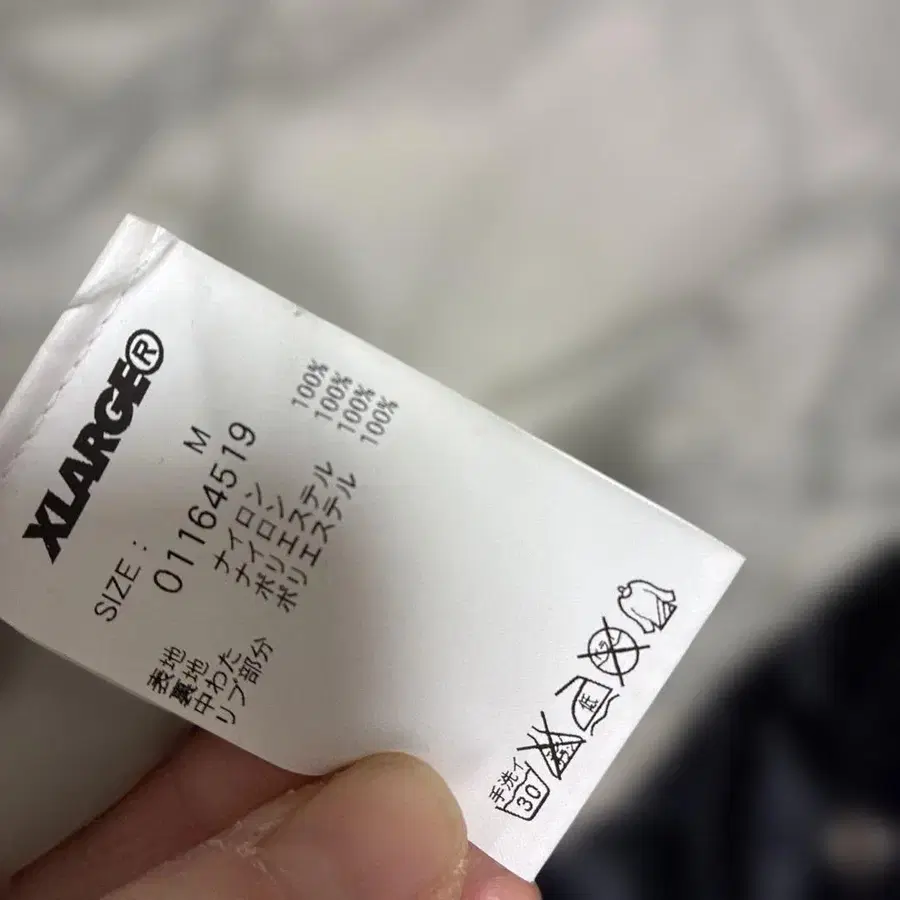 XLARGE®
SIZE : M
01164519
表地 ナイロン 100%
裏地 ナイロン 100%
中わた ポリエステル 100%
リブ部分 ポリエステル 100%
手洗イ
30
低